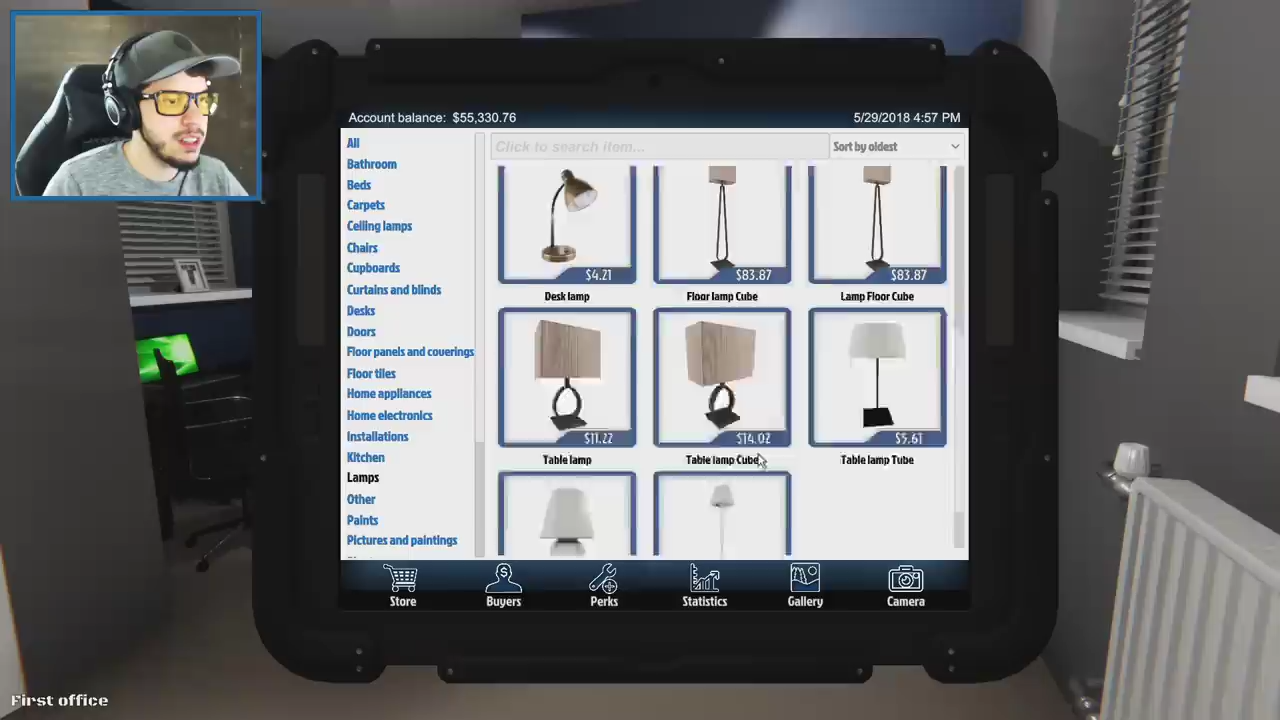 Account balance: $55,330.76
5/29/2018 4:57 PM
All
Bathroom
Beds
Carpets
Ceiling lamps
Chairs
Cupboards
Curtains and blinds
Desks
Doors
Floor panels and coverings
Floor tiles
Home appliances
Home electronics
Installations
Kitchen
Lamps
Other
Paints
Pictures and paintings
Click to search item...
Sort by oldest
$4.21
$83.87
$83.87
Desk lamp
Floor lamp Cube
Lamp Floor Cube
$11.22
$14.02
$5.61
Table lamp
Table lamp Cube
Table lamp Tube
Store
Buyers
Perks
Statistics
Gallery
Camera
First office